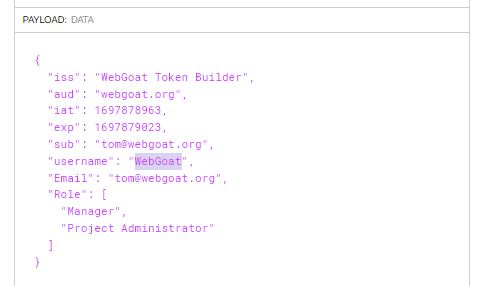 PAYLOAD: DATA
{
"iss": "WebGoat Token Builder",
"aud": "webgoat.org",
"iat": 1697878963,
"exp": 1697879023,
"sub": "tom@webgoat.org",
"username": "WebGoat",
"Email": "tom@webgoat.org",
"Role": [
"Manager",
"Project Administrator"
]
}